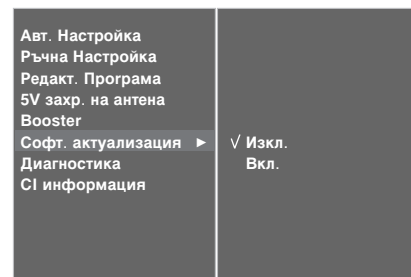 Авт. Настройка
Ръчна Настройка
Редакт. Програма
5V захр. на антена
Booster
Софт. актуализация ►
Диагностика
CI информация
√ Изкл.
Вкл.